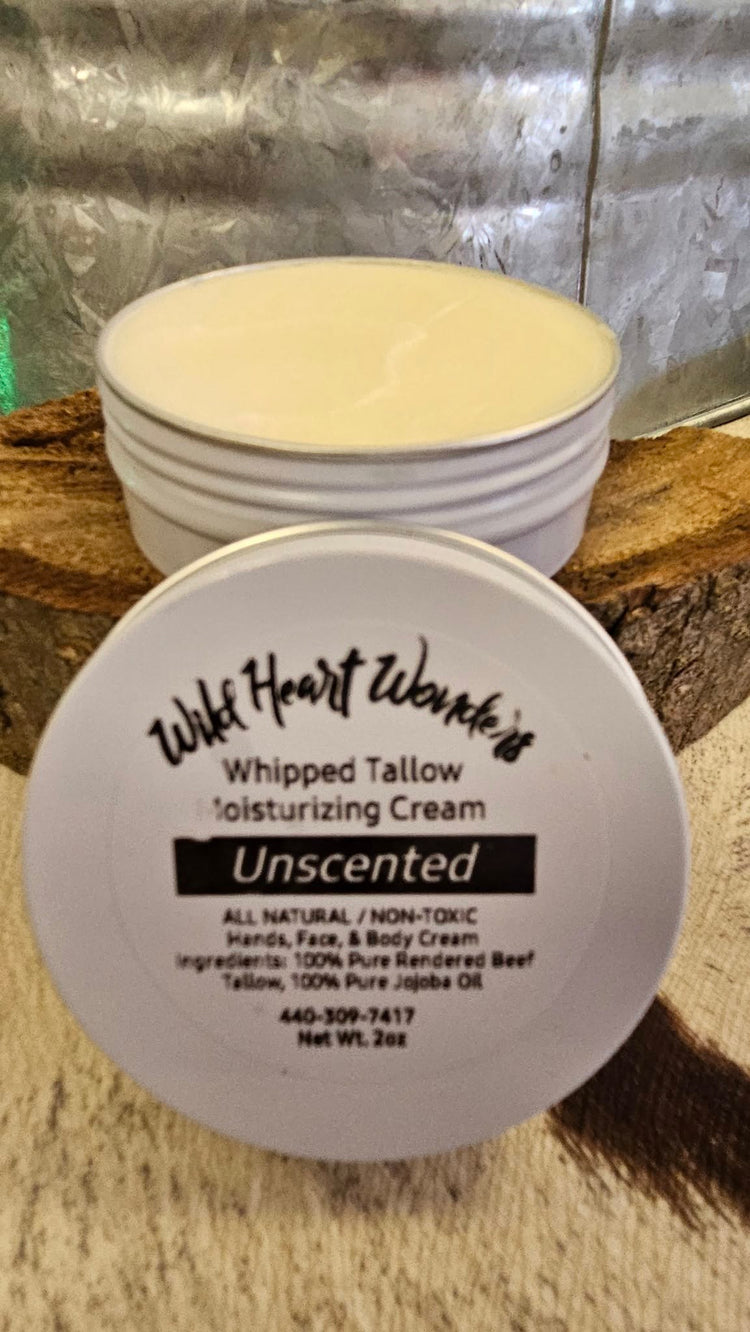 Wild Heart Wonders
Whipped Tallow
Moisturizing Cream
Unscented
ALL NATURAL / NON-TOXIC
Hands, Face, & Body Cream
Ingredients: 100% Pure Rendered Beef
Tallow, 100% Pure Jojoba Oil
440-309-7417
Net Wt. 2oz